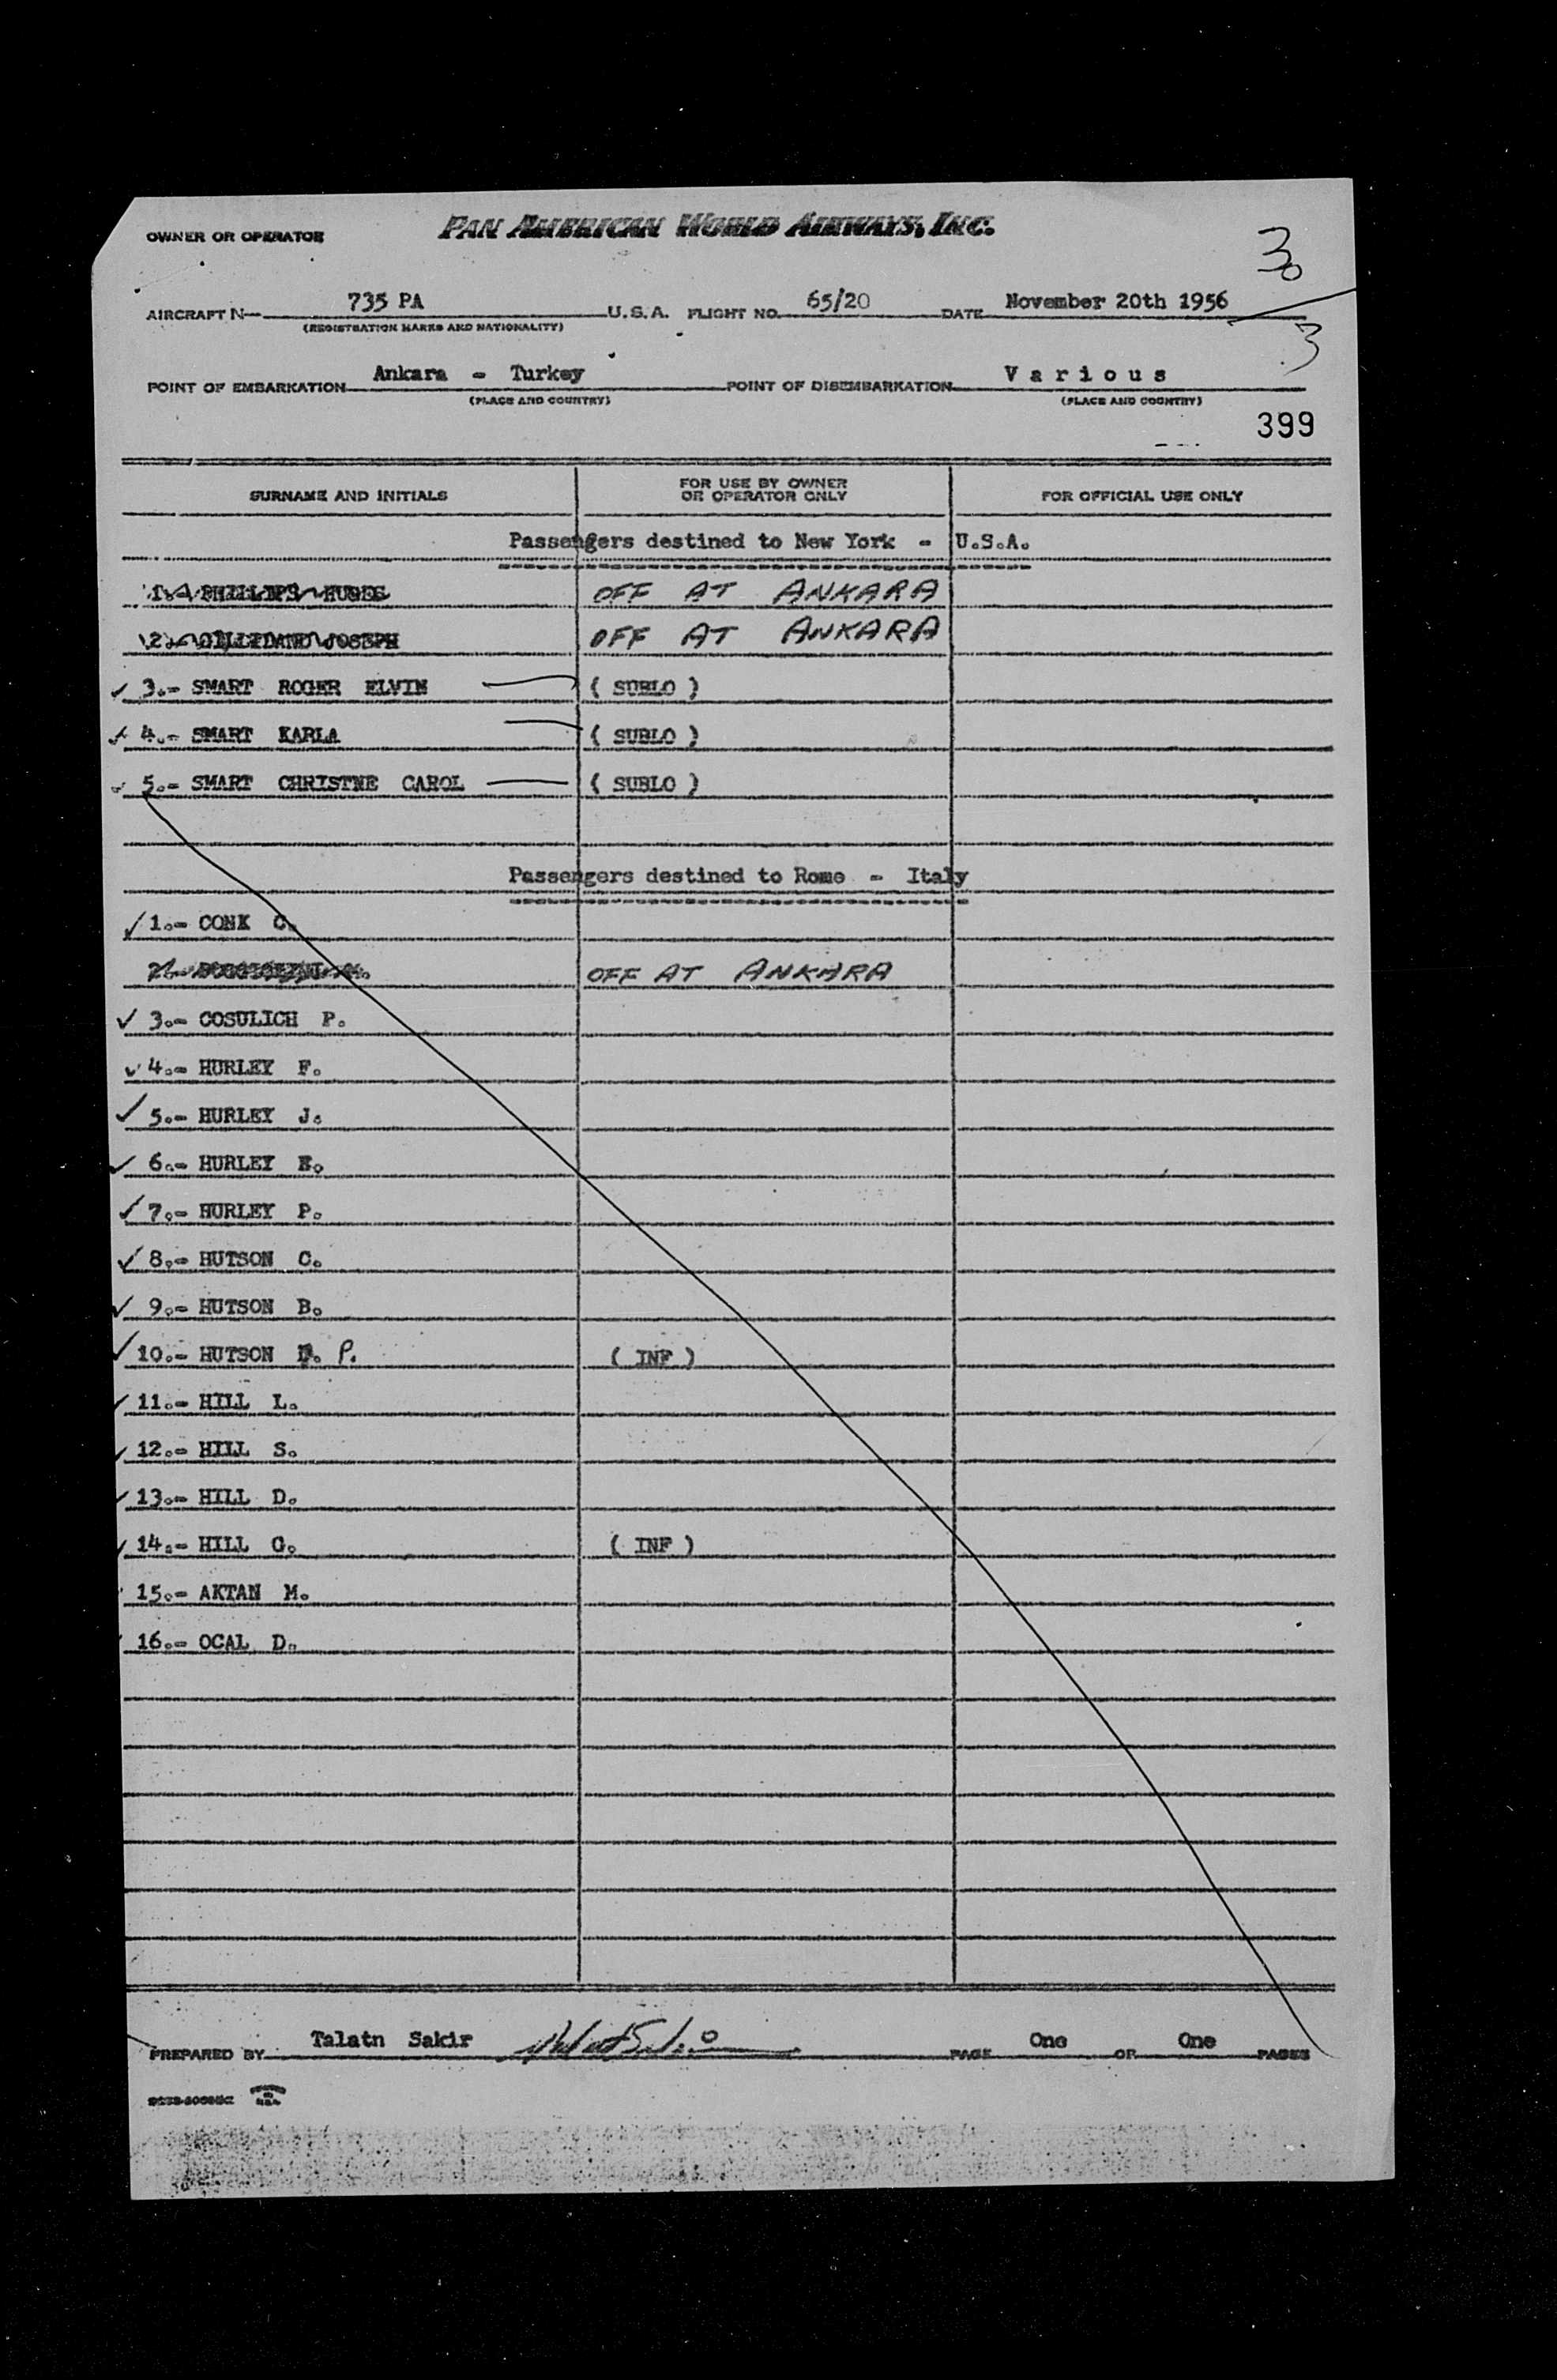 OWNER OR OPERATOR PAN AMERICAN WORLD AIRWAYS, INC.
30
AIRCRAFT N— 735 PA U.S.A. FLIGHT NO. 65/20 DATE November 20th 1956
(REGISTRATION MARKS AND NATIONALITY)
3
POINT OF EMBARKATION Ankara - Turkey POINT OF DISEMBARKATION Various
(PLACE AND COUNTRY) (PLACE AND COUNTRY)
399
SURNAME AND INITIALS FOR USE BY OWNER OR OPERATOR ONLY FOR OFFICIAL USE ONLY
Passengers destined to New York - U.S.A.
1.- PHILLIPS OFF AT ANKARA
2.- JOSEPH OFF AT ANKARA
3.- SMART ROGER ELVIN ( SUBLO )
4.- SMART KARLA ( SUBLO )
5.- SMART CHRISTNE CAROL ( SUBLO )
Passengers destined to Rome - Italy
1.- CONK C.
2.- OFF AT ANKARA
3.- COSULICH P.
4.- HURLEY F.
5.- HURLEY J.
6.- HURLEY E.
7.- HURLEY P.
8.- HUTSON C.
9.- HUTSON B.
10.- HUTSON P. ( INF )
11.- HILL L.
12.- HILL S.
13.- HILL D.
14.- HILL G. ( INF )
15.- AKTAN M.
16.- OCAL D.
PREPARED BY Talatn Sakir PAGE One OF One PAGES